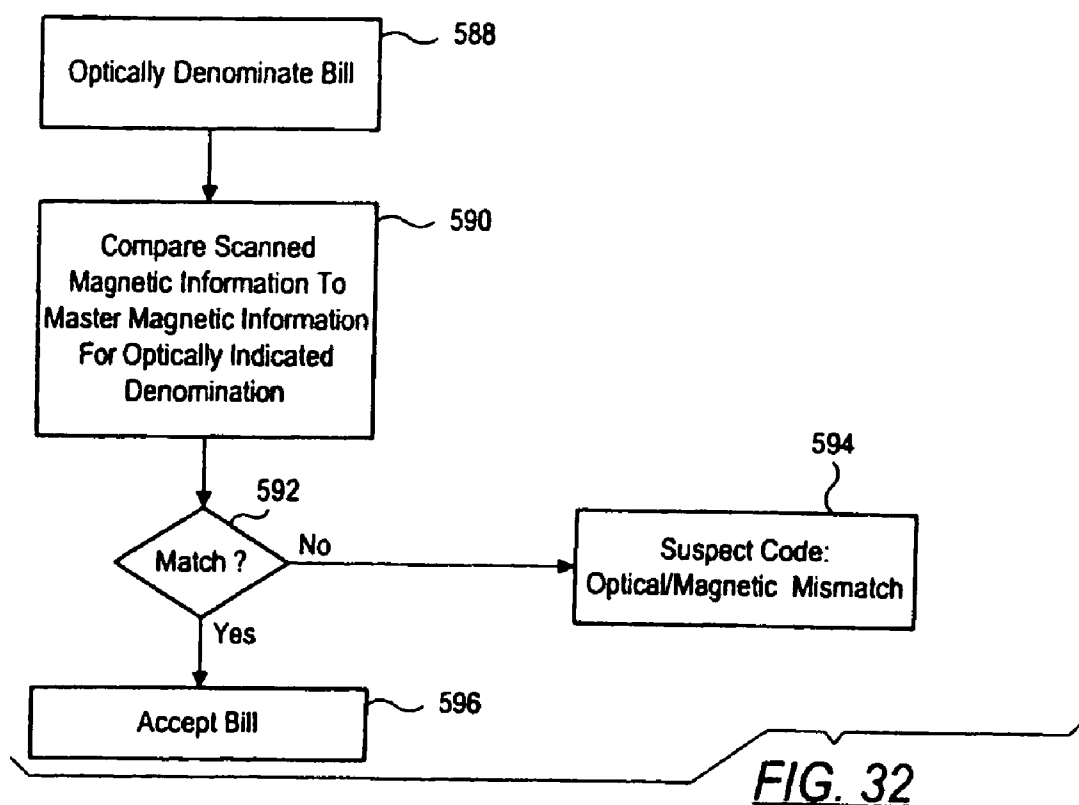 588
Optically Denominate Bill
590
Compare Scanned
Magnetic Information To
Master Magnetic Information
For Optically Indicated
Denomination
592
Match ?
No
594
Suspect Code:
Optical/Magnetic Mismatch
Yes
596
Accept Bill
FIG. 32